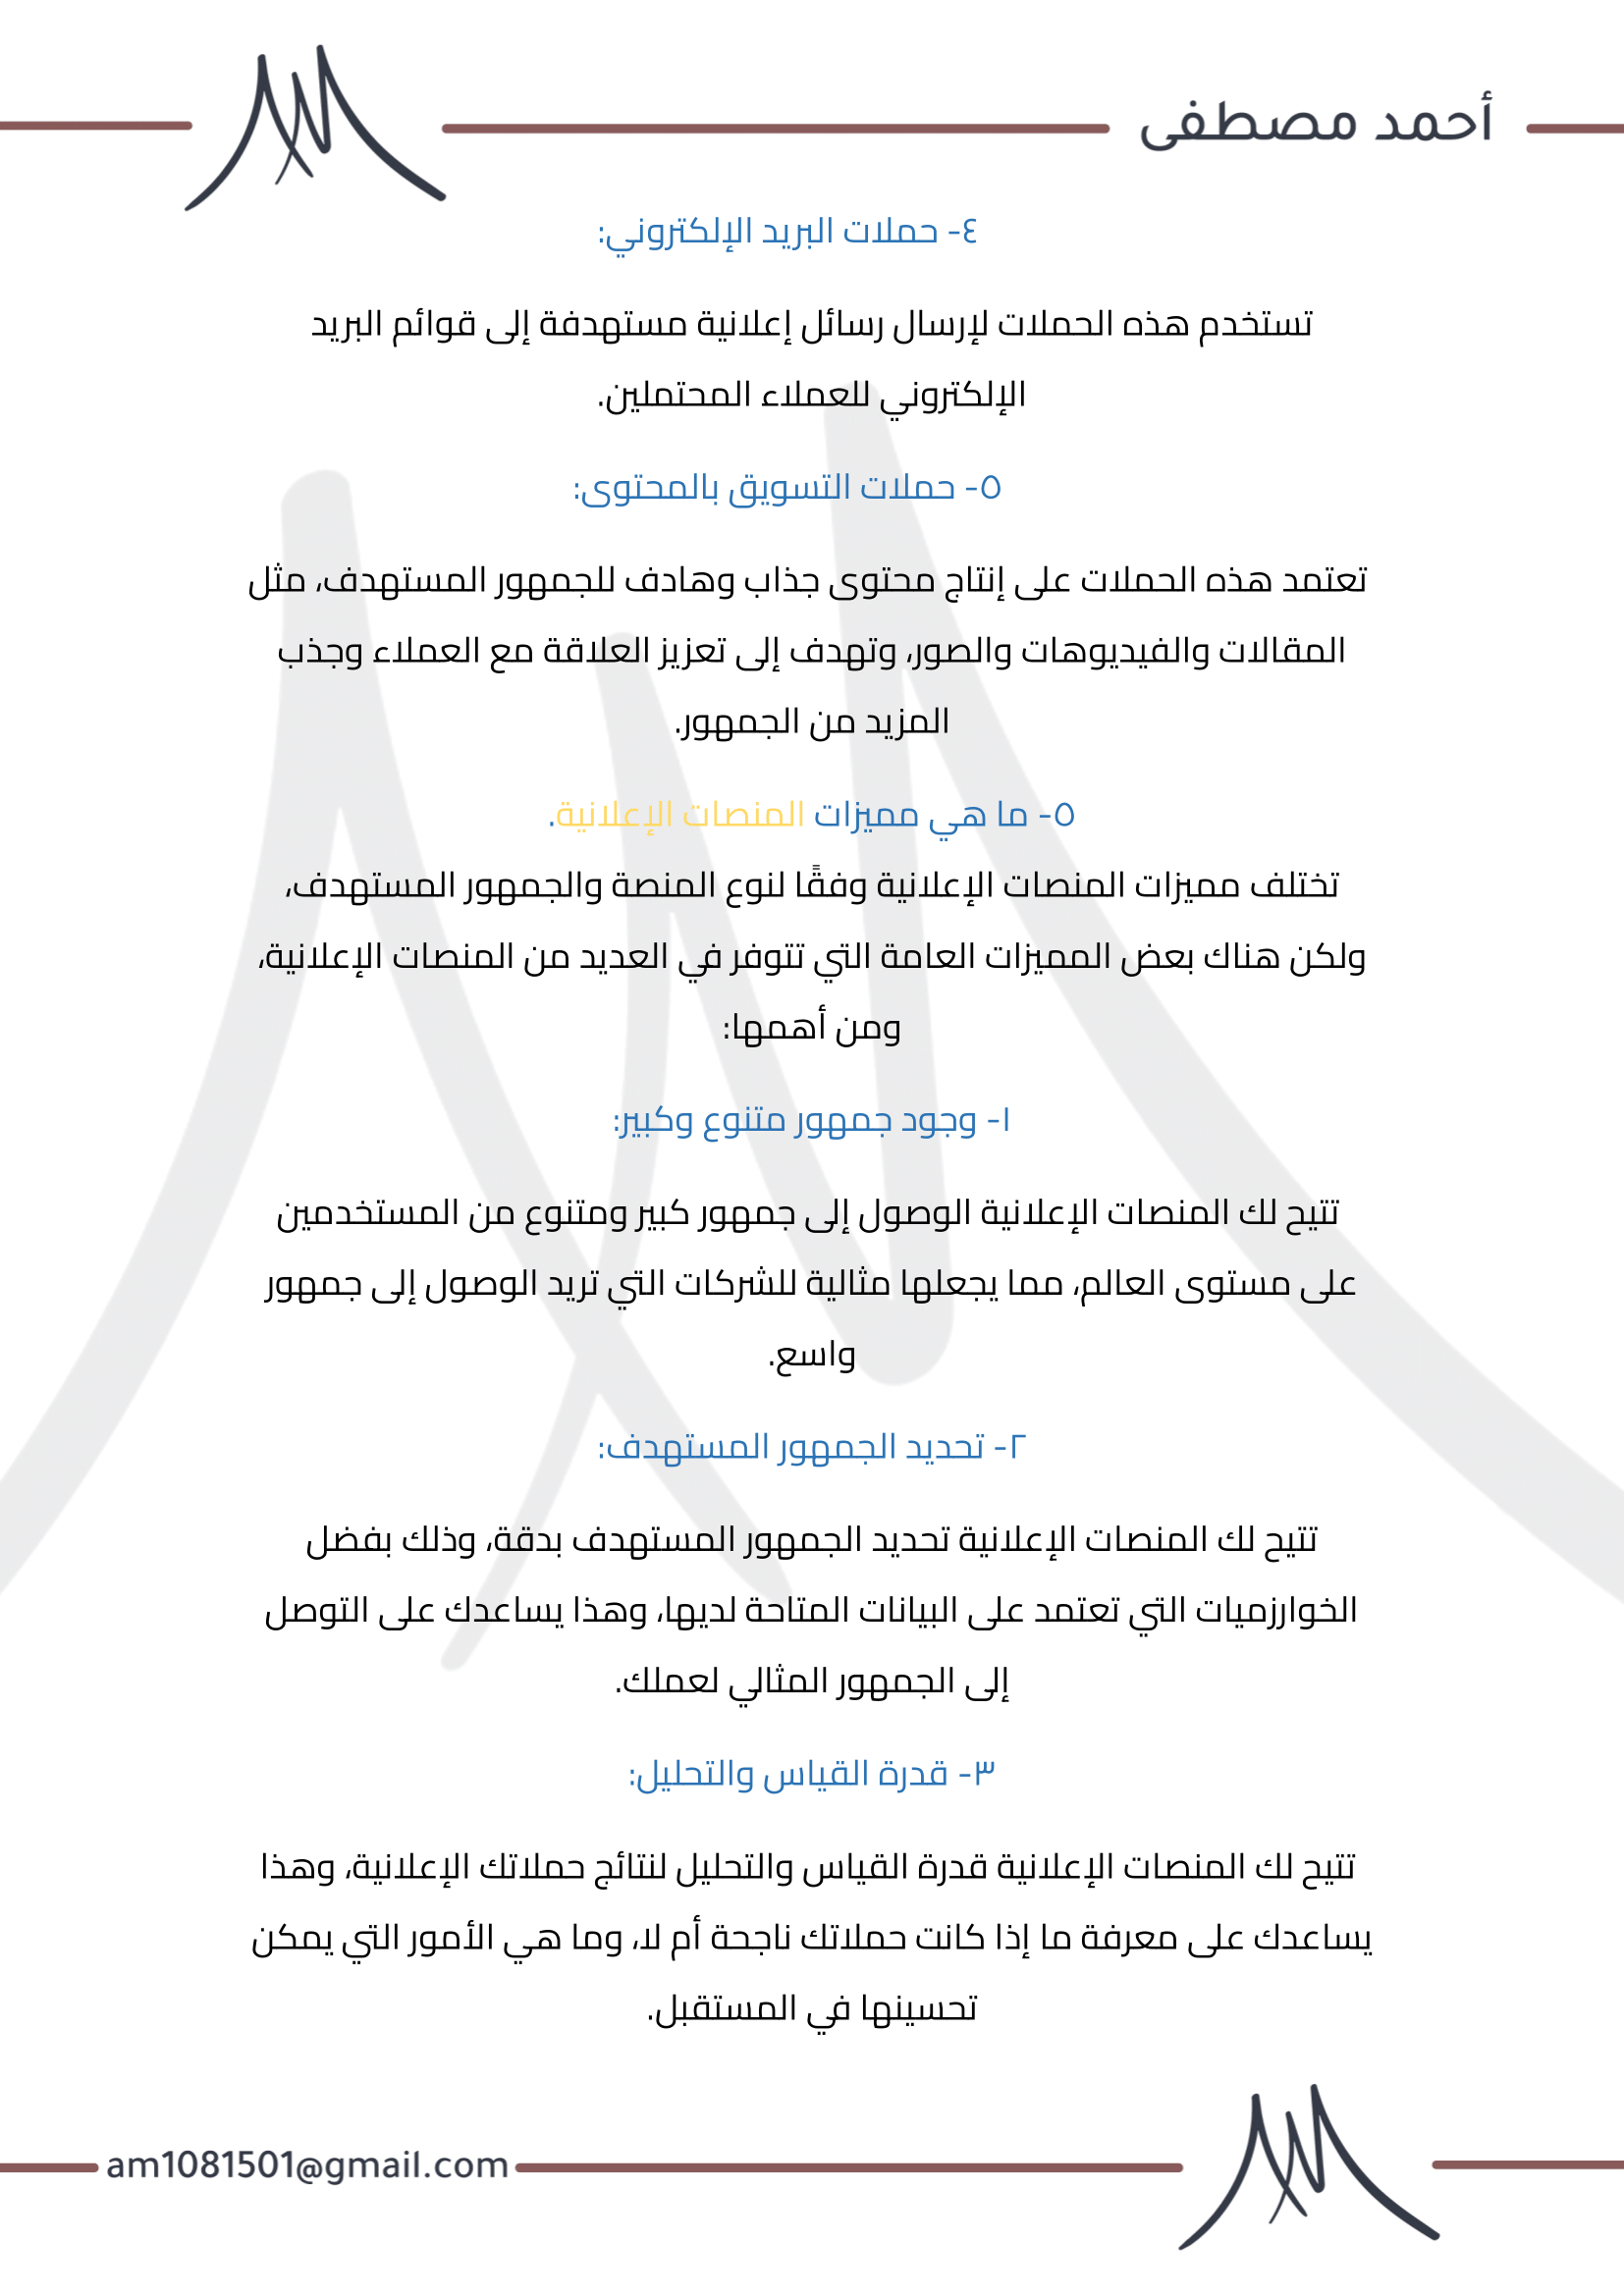 أحمد مصطفى
٤- حملات البريد الإلكتروني:
تستخدم هذه الحملات لإرسال رسائل إعلانية مستهدفة إلى قوائم البريد
الإلكتروني للعملاء المحتملين.
٥- حملات التسويق بالمحتوى:
تعتمد هذه الحملات على إنتاج محتوى جذاب وهادف للجمهور المستهدف، مثل
المقالات والفيديوهات والصور، وتهدف إلى تعزيز العلاقة مع العملاء وجذب
المزيد من الجمهور.
٥- ما هي مميزات المنصات الإعلانية.
تختلف مميزات المنصات الإعلانية وفقًا لنوع المنصة والجمهور المستهدف،
ولكن هناك بعض المميزات العامة التي تتوفر في العديد من المنصات الإعلانية،
ومن أهمها:
١- وجود جمهور متنوع وكبير:
تتيح لك المنصات الإعلانية الوصول إلى جمهور كبير ومتنوع من المستخدمين
على مستوى العالم، مما يجعلها مثالية للشركات التي تريد الوصول إلى جمهور
واسع.
٢- تحديد الجمهور المستهدف:
تتيح لك المنصات الإعلانية تحديد الجمهور المستهدف بدقة، وذلك بفضل
الخوارزميات التي تعتمد على البيانات المتاحة لديها، وهذا يساعدك على التوصل
إلى الجمهور المثالي لعملك.
٣- قدرة القياس والتحليل:
تتيح لك المنصات الإعلانية قدرة القياس والتحليل لنتائج حملاتك الإعلانية، وهذا
يساعدك على معرفة ما إذا كانت حملاتك ناجحة أم لا، وما هي الأمور التي يمكن
تحسينها في المستقبل.
am1081501@gmail.com